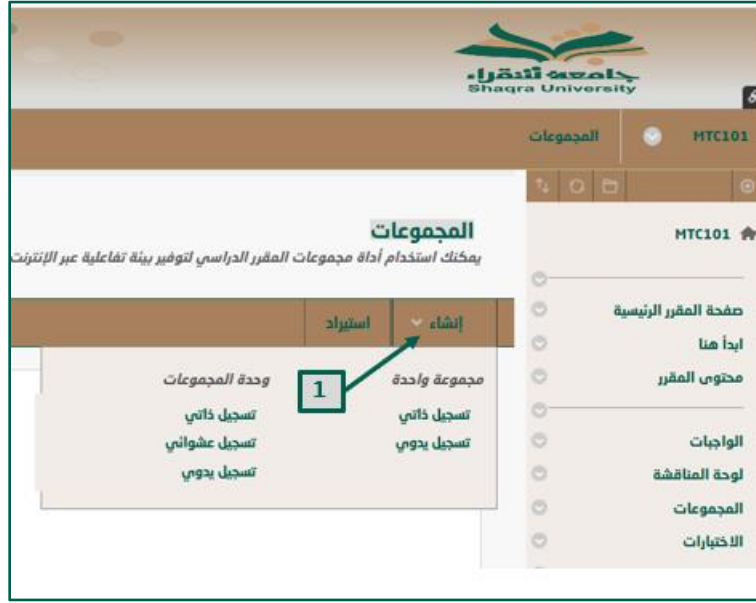 جامعة شقراء
Shaqra University
MTC101
المجموعات
MTC101
المجموعات
يمكنك استخدام أداة مجموعات المقرر الدراسي لتوفير بيئة تفاعلية عبر الإنترنت
إنشاء
استيراد
1
مجموعة واحدة
تسجيل ذاتي
تسجيل يدوي
وحدة المجموعات
تسجيل ذاتي
تسجيل عشوائي
تسجيل يدوي
صفحة المقرر الرئيسية
ابدأ هنا
محتوى المقرر
الواجبات
لوحة المناقشة
المجموعات
الاختبارات